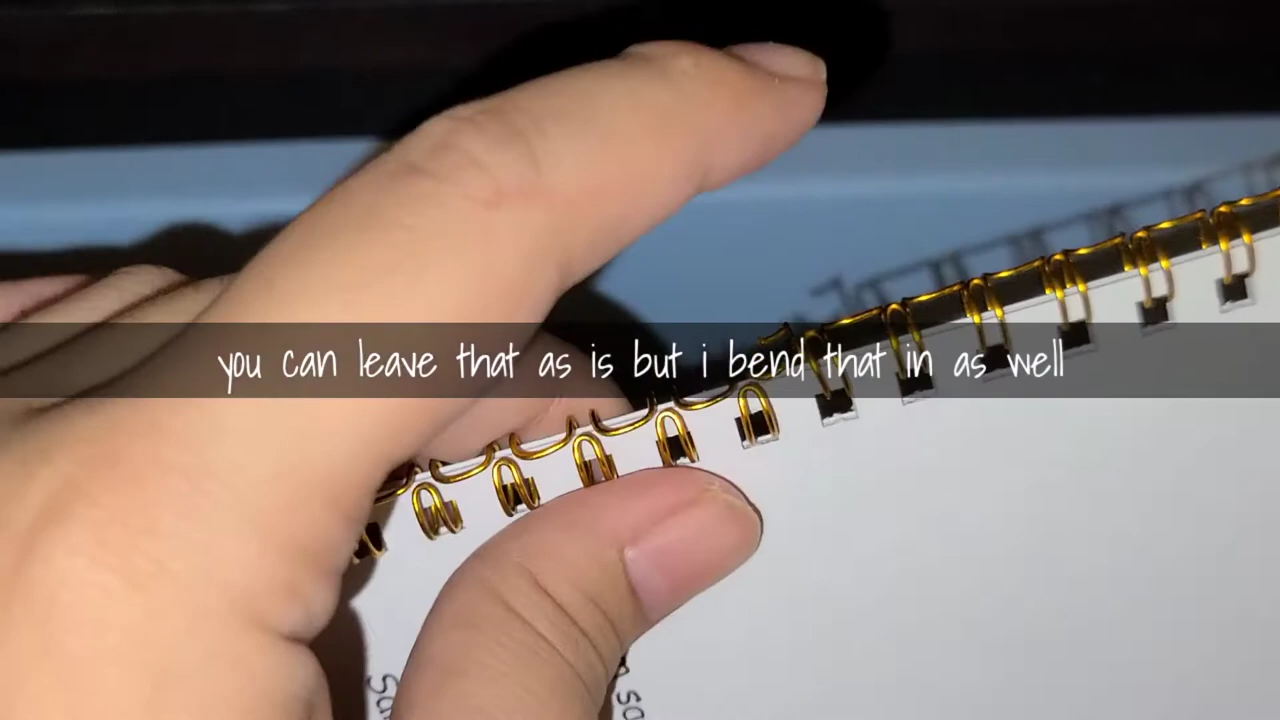 you can leave that as is but i bend that in as well